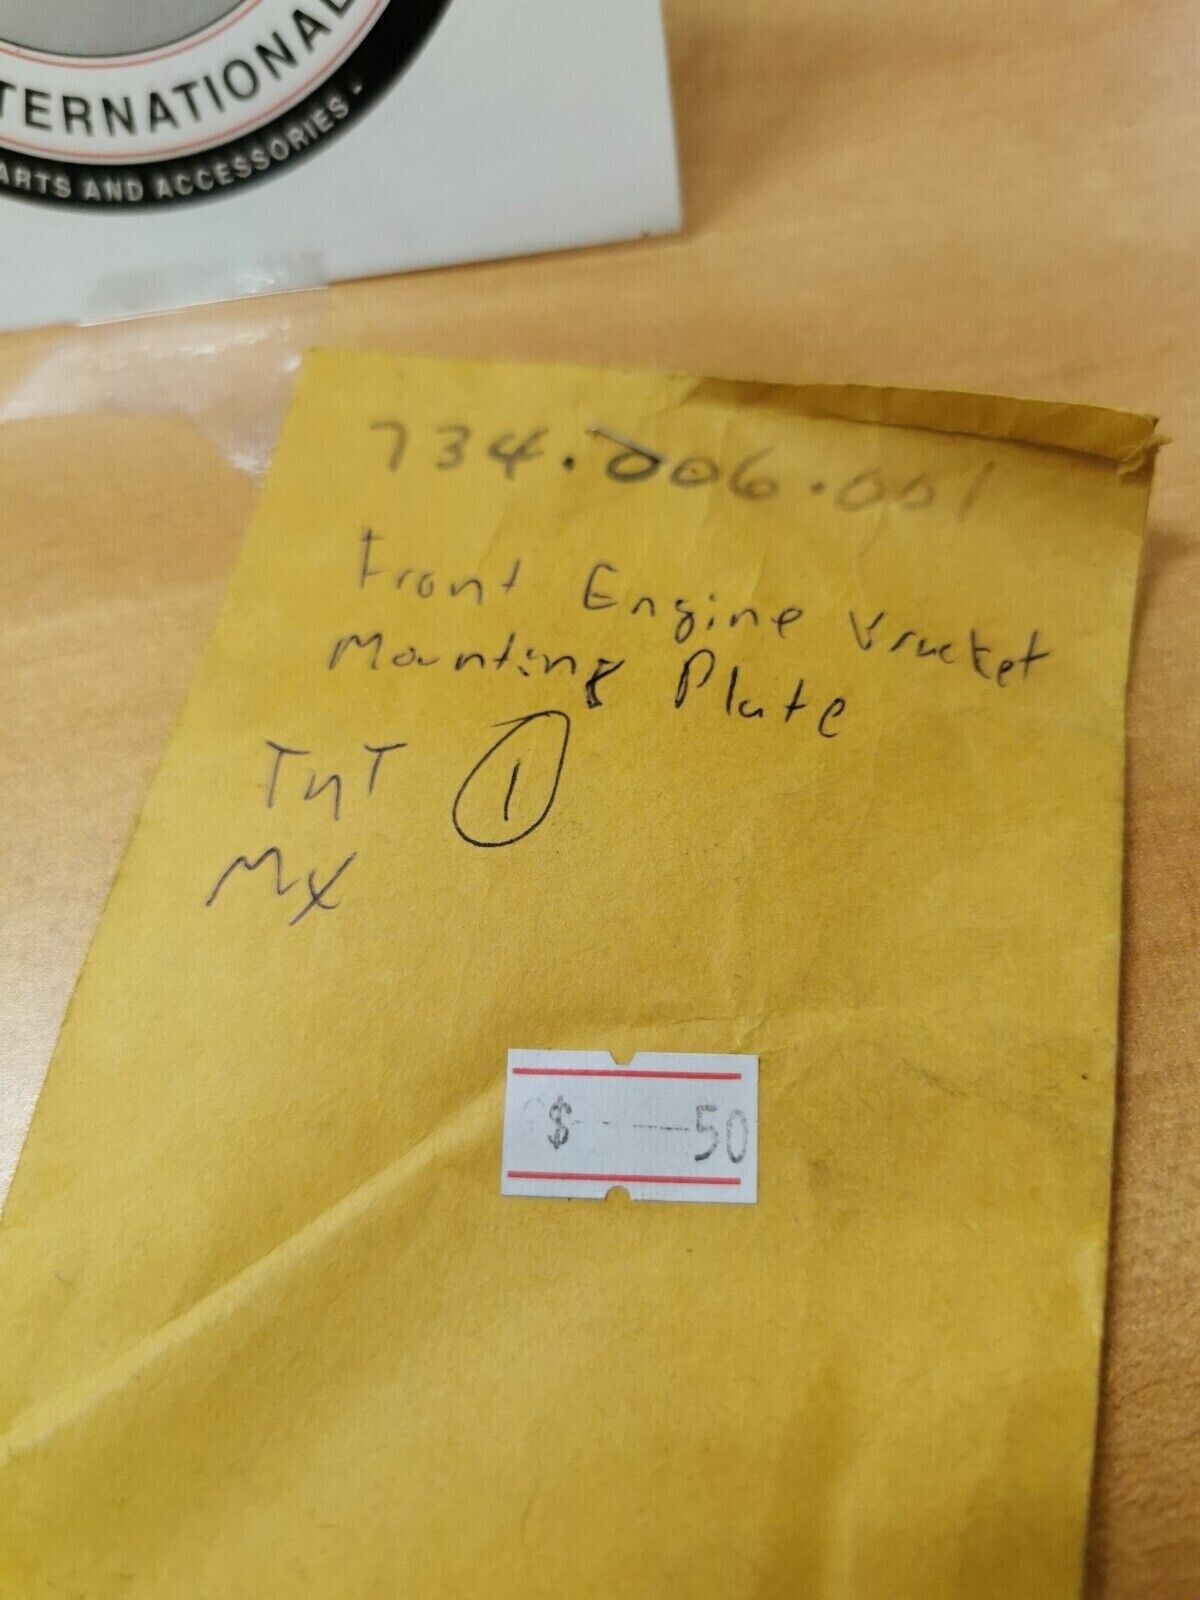 TERNATIONAL
ARTS AND ACCESSORIES
734.006.001
Front Engine Vracket
Mounting Plate
TnT 1
MX
$ 50